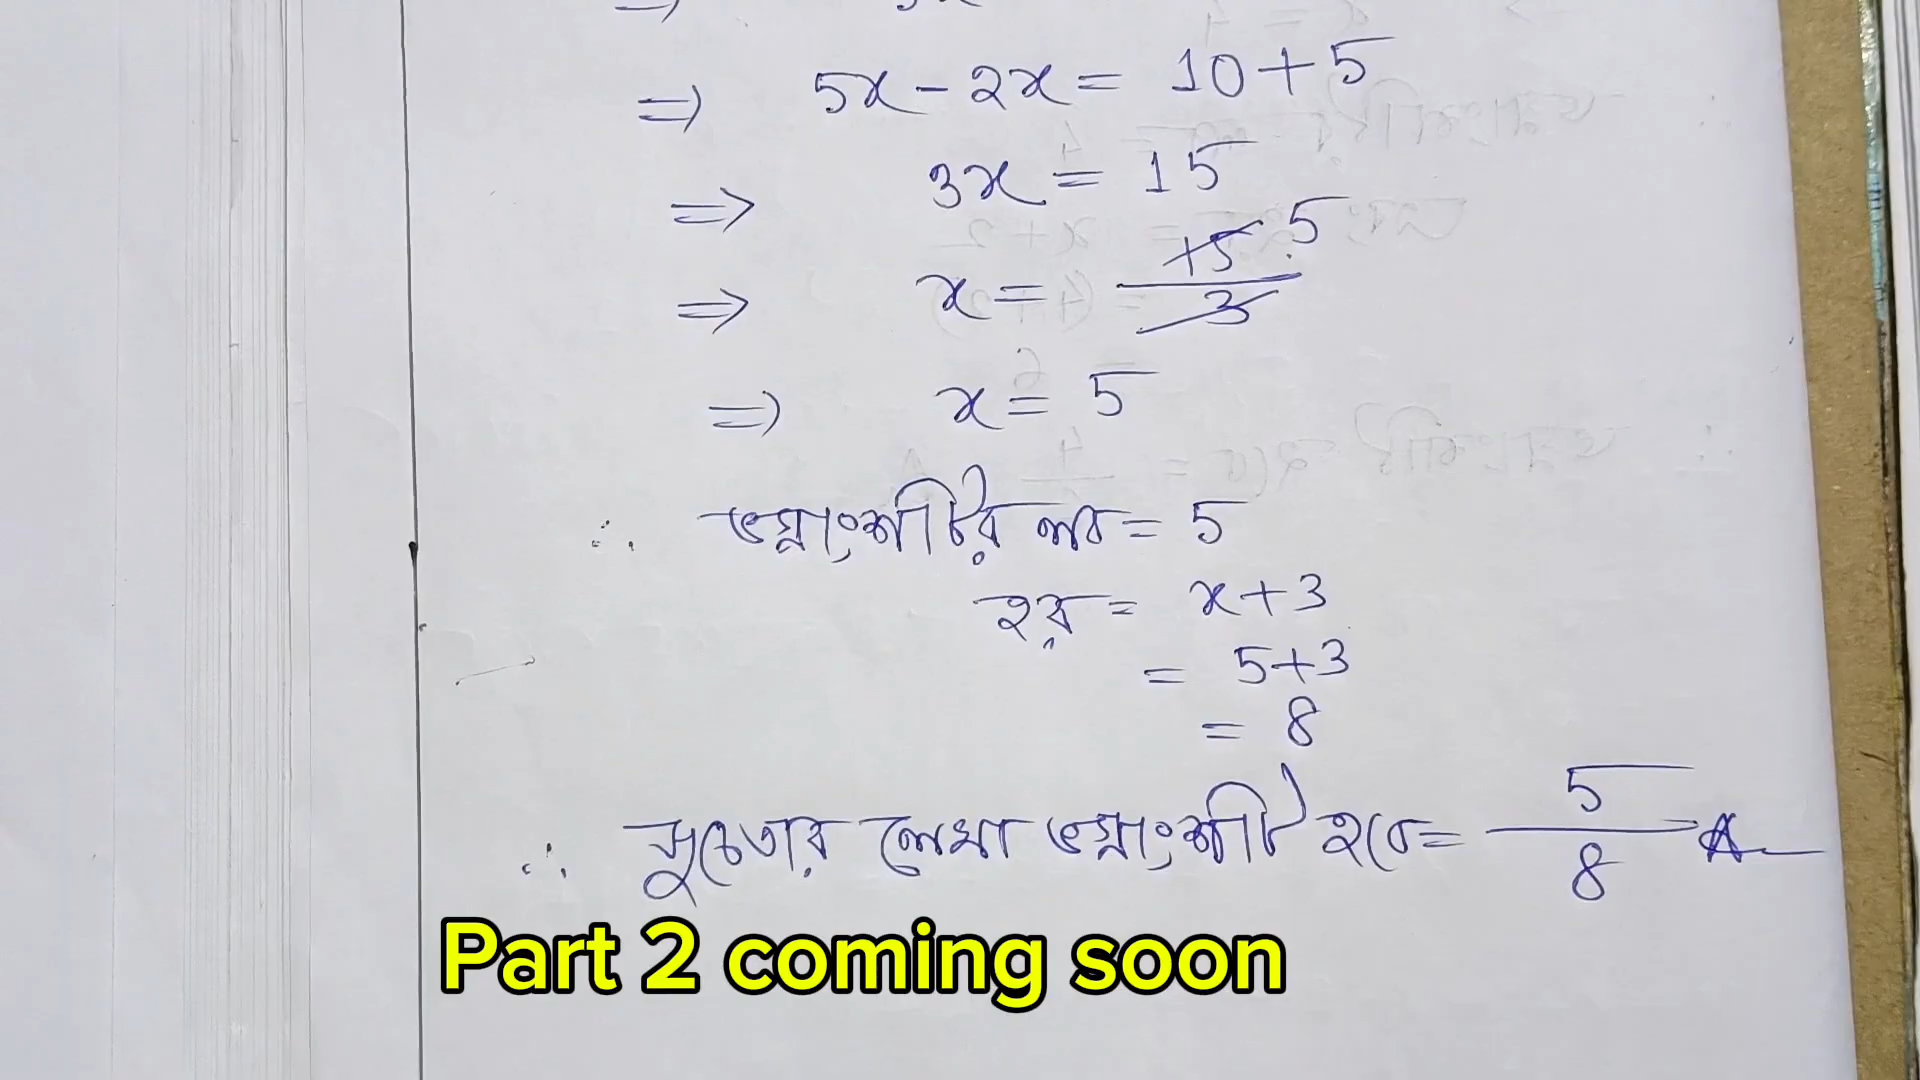 ⇒ 5x - 2x = 10 + 5
⇒ 3x = 15
⇒ x = 15/3 5
⇒ x = 5
∴ ভগ্নাংশটির লব = 5
হর = x + 3
= 5 + 3
= 8
∴ সুতোর লেখা ভগ্নাংশটি হবে = 5/8
Part 2 coming soon